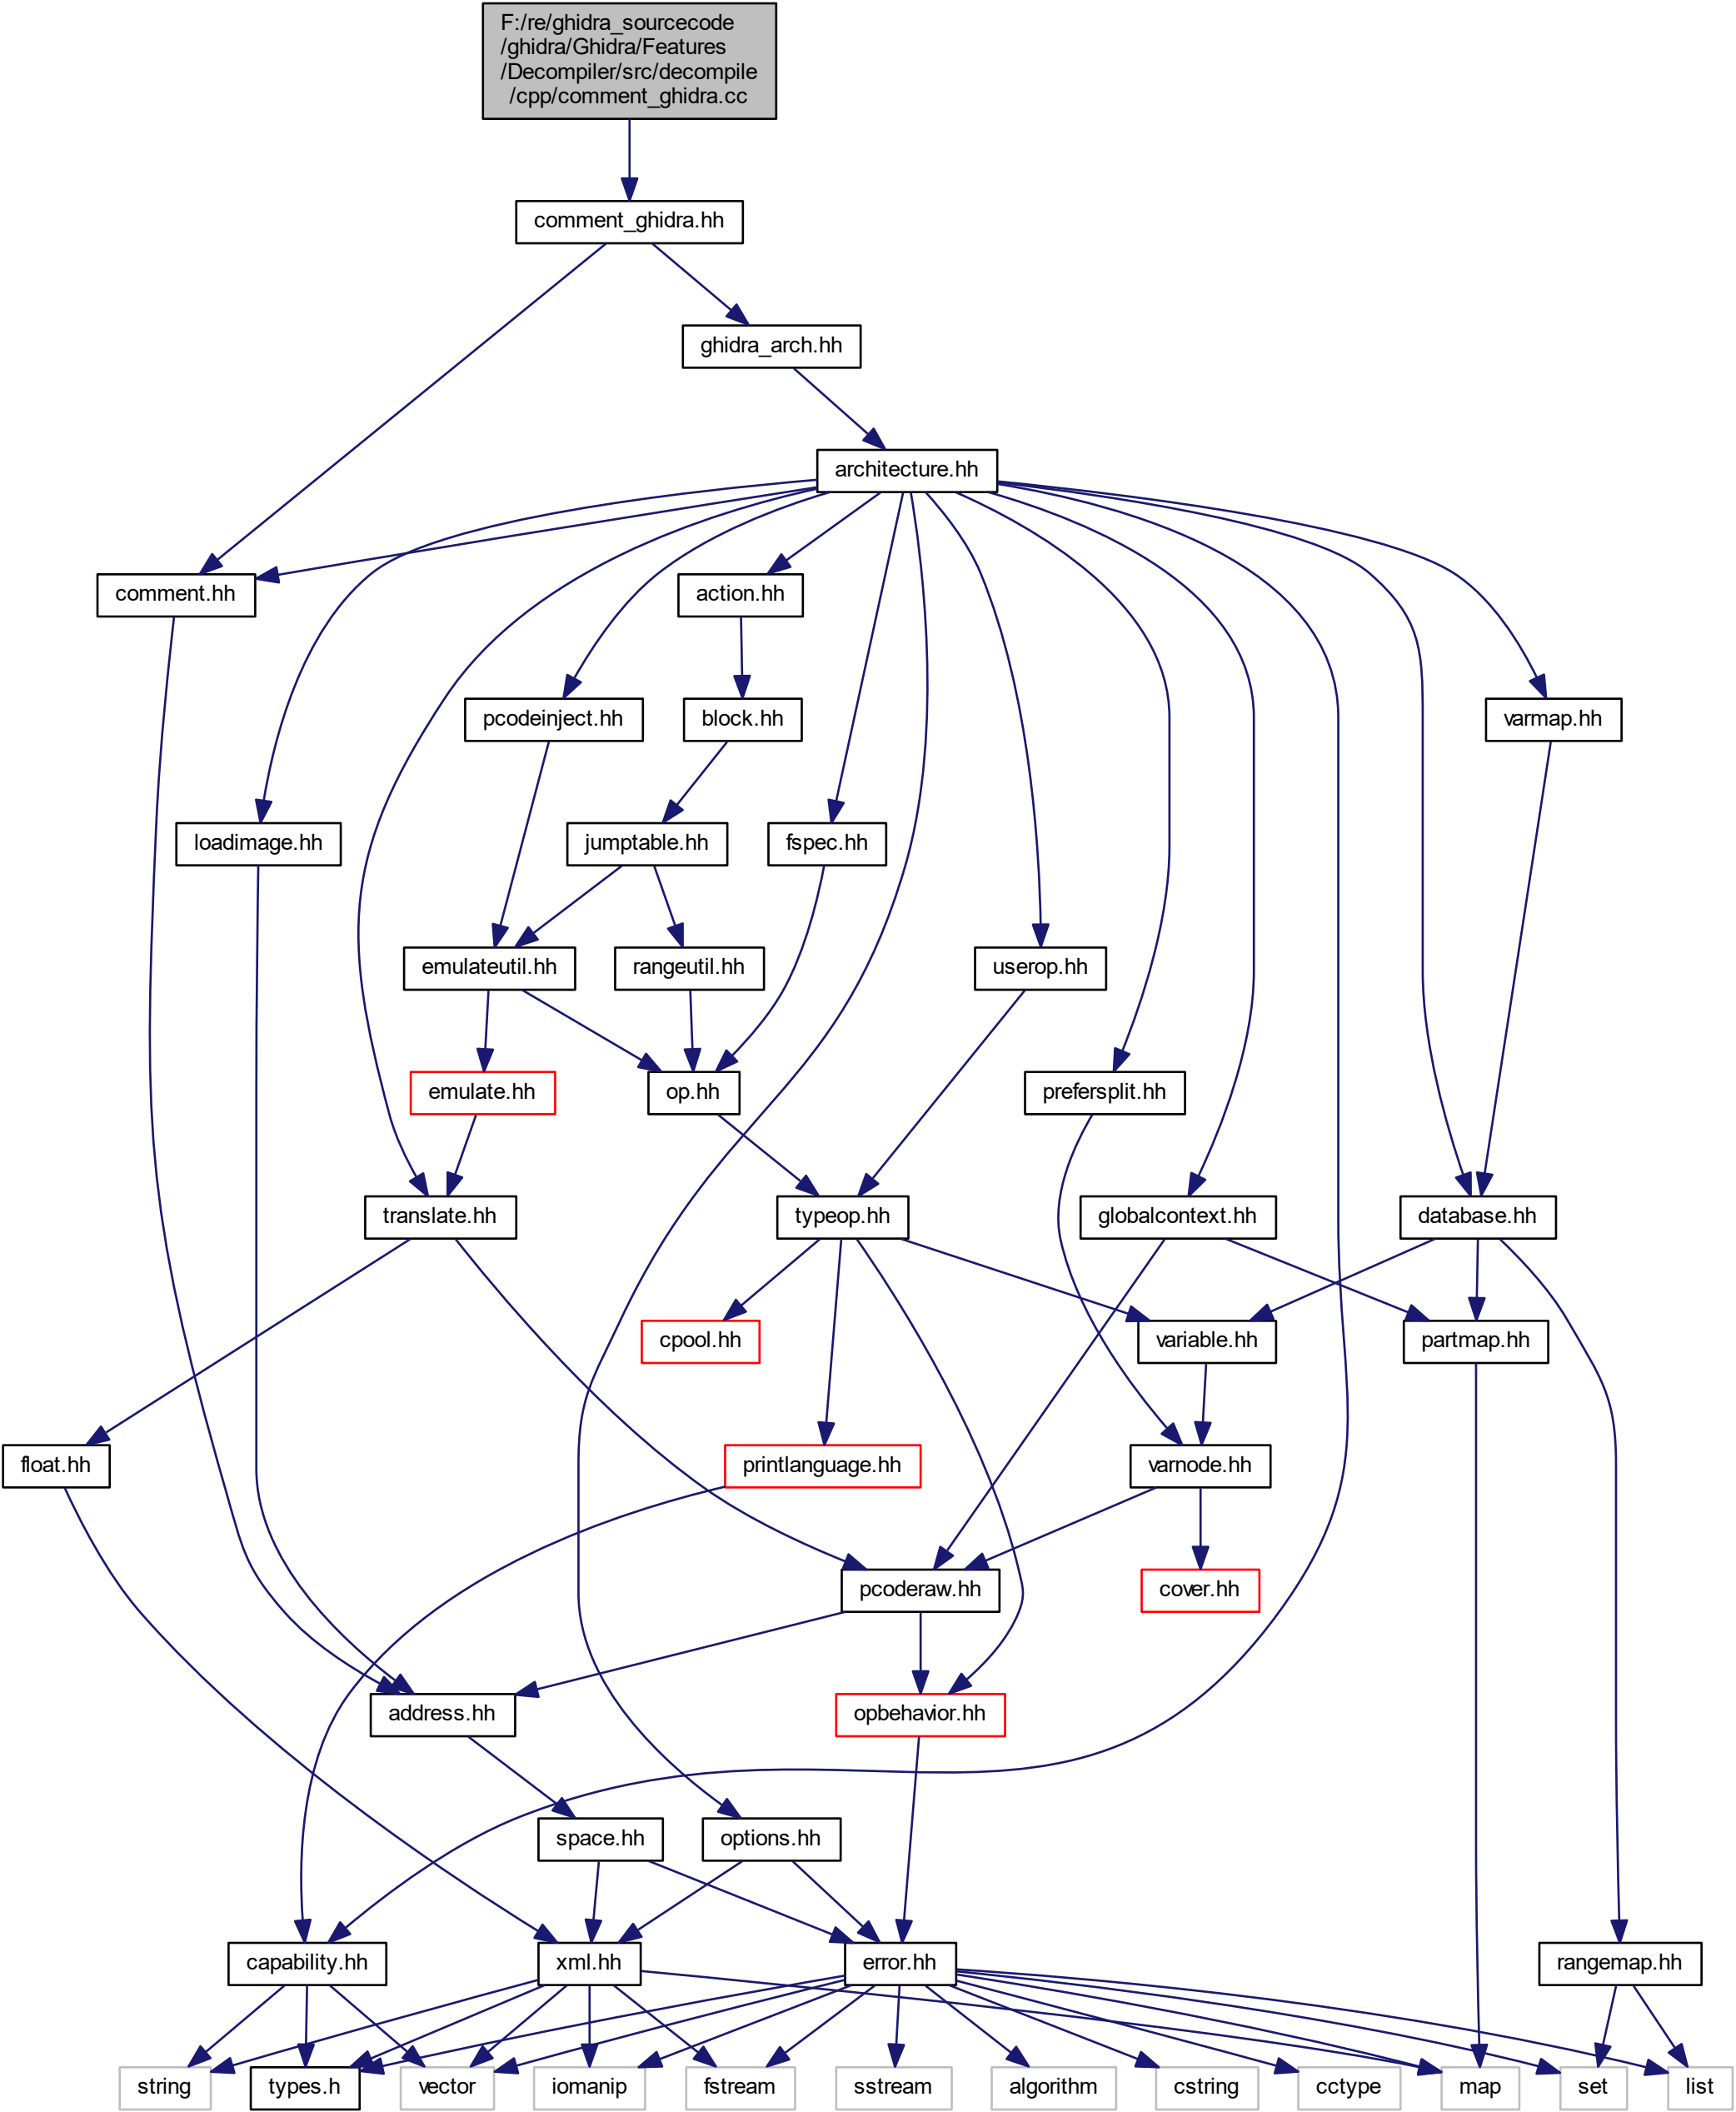 F:/re/ghidra_sourcecode
/ghidra/Ghidra/Features
/Decompiler/src/decompile
/cpp/comment_ghidra.cc
comment_ghidra.hh
ghidra_arch.hh
architecture.hh
comment.hh
action.hh
pcodeinject.hh
block.hh
varmap.hh
loadimage.hh
jumptable.hh
fspec.hh
emulateutil.hh
rangeutil.hh
userop.hh
emulate.hh
op.hh
prefersplit.hh
translate.hh
typeop.hh
globalcontext.hh
database.hh
cpool.hh
variable.hh
partmap.hh
float.hh
printlanguage.hh
varnode.hh
pcoderaw.hh
cover.hh
address.hh
opbehavior.hh
space.hh
options.hh
capability.hh
xml.hh
error.hh
rangemap.hh
string
types.h
vector
iomanip
fstream
sstream
algorithm
cstring
cctype
map
set
list